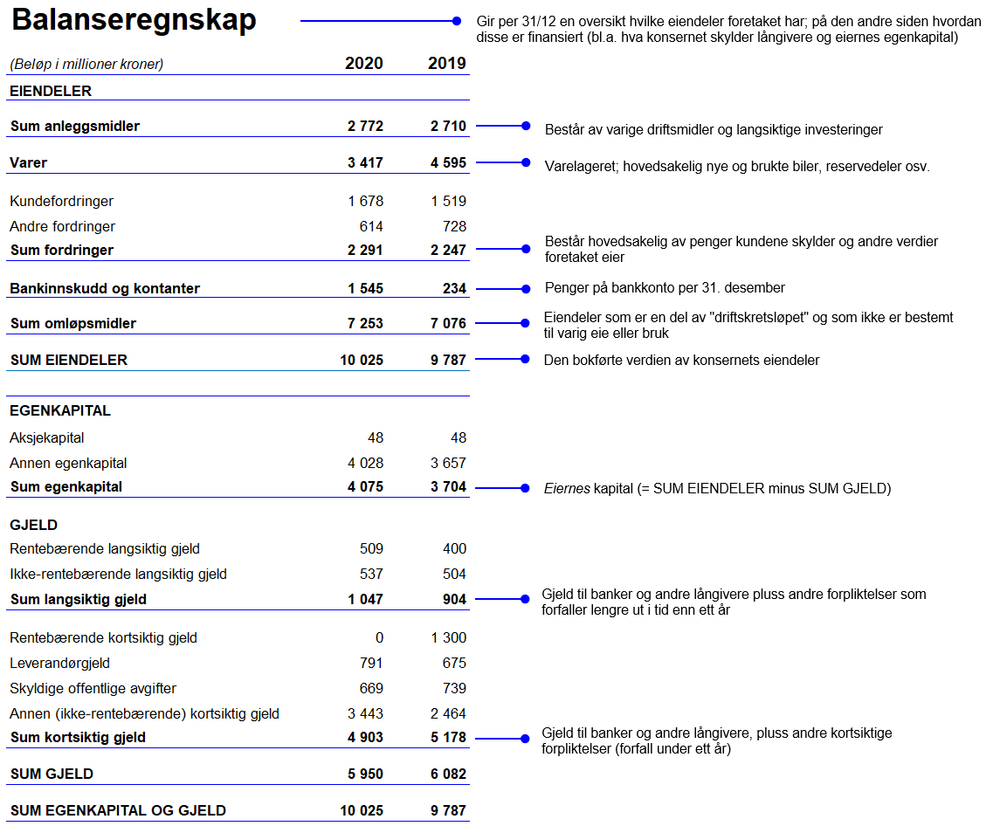 Balanseregnskap
Gir per 31/12 en oversikt hvilke eiendeler foretaket har; på den andre siden hvordan
disse er finansiert (bl.a. hva konsernet skylder långivere og eiernes egenkapital)
(Beløp i millioner kroner) 2020 2019
EIENDELER
Sum anleggsmidler 2 772 2 710
Består av varige driftsmidler og langsiktige investeringer
Varer 3 417 4 595
Varelageret; hovedsakelig nye og brukte biler, reservedeler osv.
Kundefordringer 1 678 1 519
Andre fordringer 614 728
Sum fordringer 2 291 2 247
Består hovedsakelig av penger kundene skylder og andre verdier
foretaket eier
Bankinnskudd og kontanter 1 545 234
Penger på bankkonto per 31. desember
Sum omløpsmidler 7 253 7 076
Eiendeler som er en del av "driftskretsløpet" og som ikke er bestemt
til varig eie eller bruk
SUM EIENDELER 10 025 9 787
Den bokførte verdien av konsernets eiendeler
EGENKAPITAL
Aksjekapital 48 48
Annen egenkapital 4 028 3 657
Sum egenkapital 4 075 3 704
Eiernes kapital (= SUM EIENDELER minus SUM GJELD)
GJELD
Rentebærende langsiktig gjeld 509 400
Ikke-rentebærende langsiktig gjeld 537 504
Sum langsiktig gjeld 1 047 904
Gjeld til banker og andre långivere pluss andre forpliktelser som
forfaller lengre ut i tid enn ett år
Rentebærende kortsiktig gjeld 0 1 300
Leverandørgjeld 791 675
Skyldige offentlige avgifter 669 739
Annen (ikke-rentebærende) kortsiktig gjeld 3 443 2 464
Sum kortsiktig gjeld 4 903 5 178
Gjeld til banker og andre långivere, pluss andre kortsiktige
forpliktelser (forfall under ett år)
SUM GJELD 5 950 6 082
SUM EGENKAPITAL OG GJELD 10 025 9 787